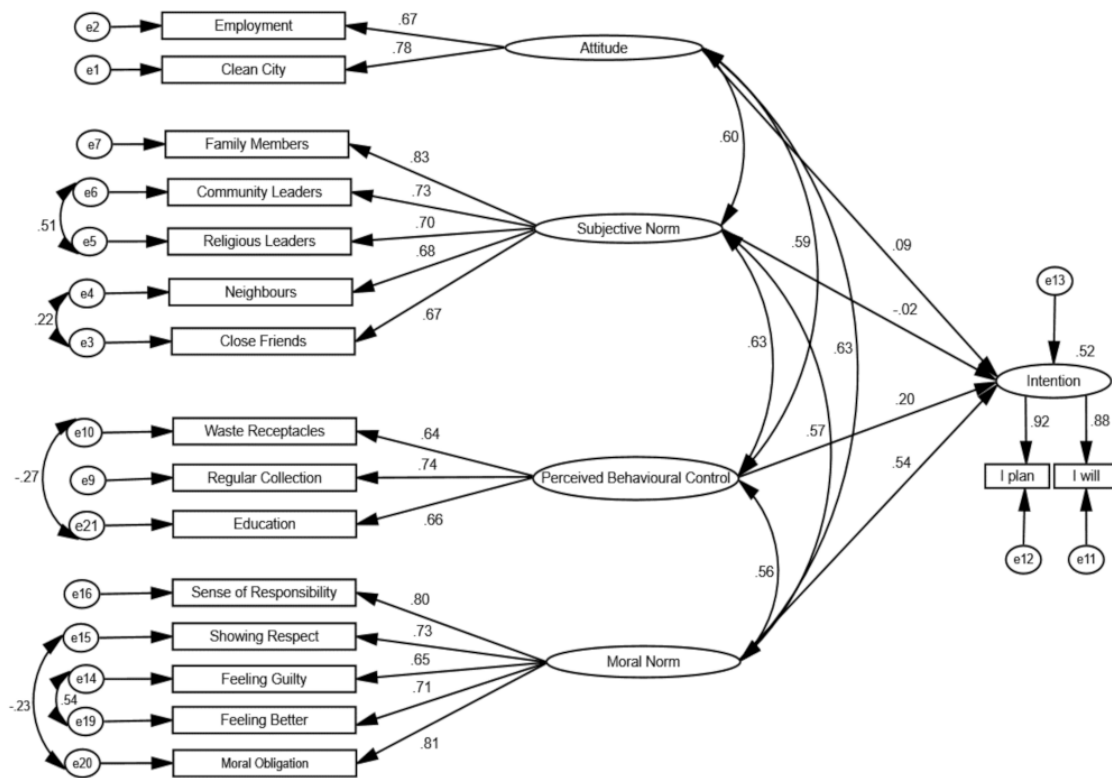 e2
Employment
.67
Attitude
e1
Clean City
.78
e7
Family Members
.83
.60
e6
Community Leaders
.73
.51
e5
Religious Leaders
.70
Subjective Norm
.59
.09
e4
Neighbours
.68
.22
e3
Close Friends
.67
.63
.63
-.02
e13
.52
Intention
e10
Waste Receptacles
.64
.57
.20
.92
.88
-.27
e9
Regular Collection
.74
Perceived Behavioural Control
.54
I plan
I will
e21
Education
.66
e12
e11
e16
Sense of Responsibility
.80
.56
e15
Showing Respect
.73
e14
Feeling Guilty
.65
Moral Norm
-.23
.54
e19
Feeling Better
.71
e20
Moral Obligation
.81